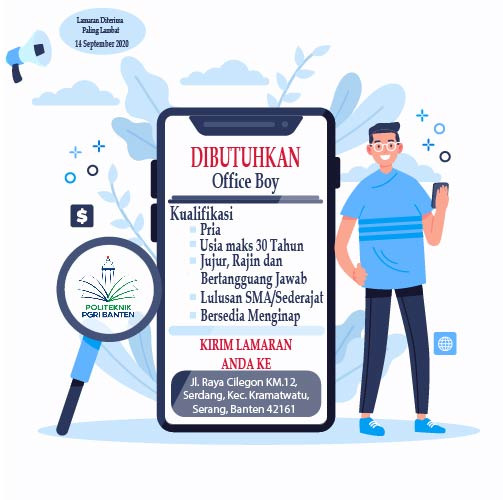 Lamaran Diterima
Paling Lambat
14 September 2020
DIBUTUHKAN
Office Boy
Kualifikasi
Pria
Usia maks 30 Tahun
Jujur, Rajin dan
Bertangguang Jawab
Lulusan SMA/Sederajat
Bersedia Menginap
KIRIM LAMARAN
ANDA KE
Jl. Raya Cilegon KM.12,
Serdang, Kec. Kramatwatu,
Serang, Banten 42161
POLITEKNIK
PGRI BANTEN
$